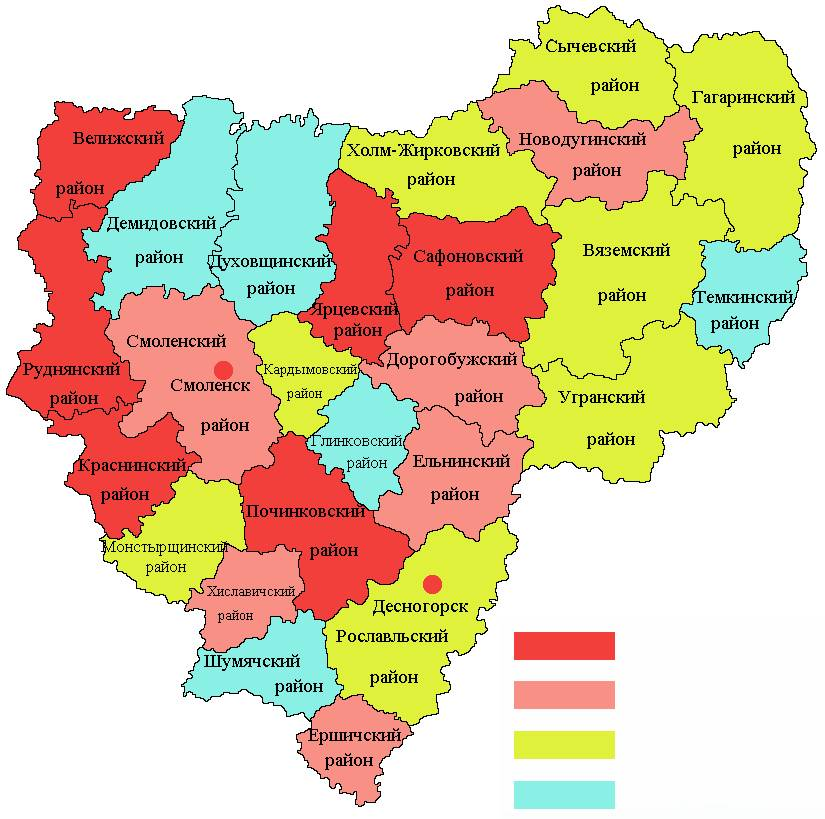 Сычевский
район
Гагаринский
район
Новодугинский
район
Холм-Жирковский
район
Велижский
район
Демидовский
район
Духовщинский
район
Ярцевский
район
Сафоновский
район
Вяземский
район
Темкинский
район
Смоленский
Смоленск
район
Руднянский
район
Кардымовский
район
Дорогобужский
район
Угранский
район
Глинковский
район
Ельнинский
район
Краснинский
район
Починковский
район
Монстырщинский
район
Хиславичский
район
Десногорск
Рославльский
район
Шумячский
район
Ершичский
район